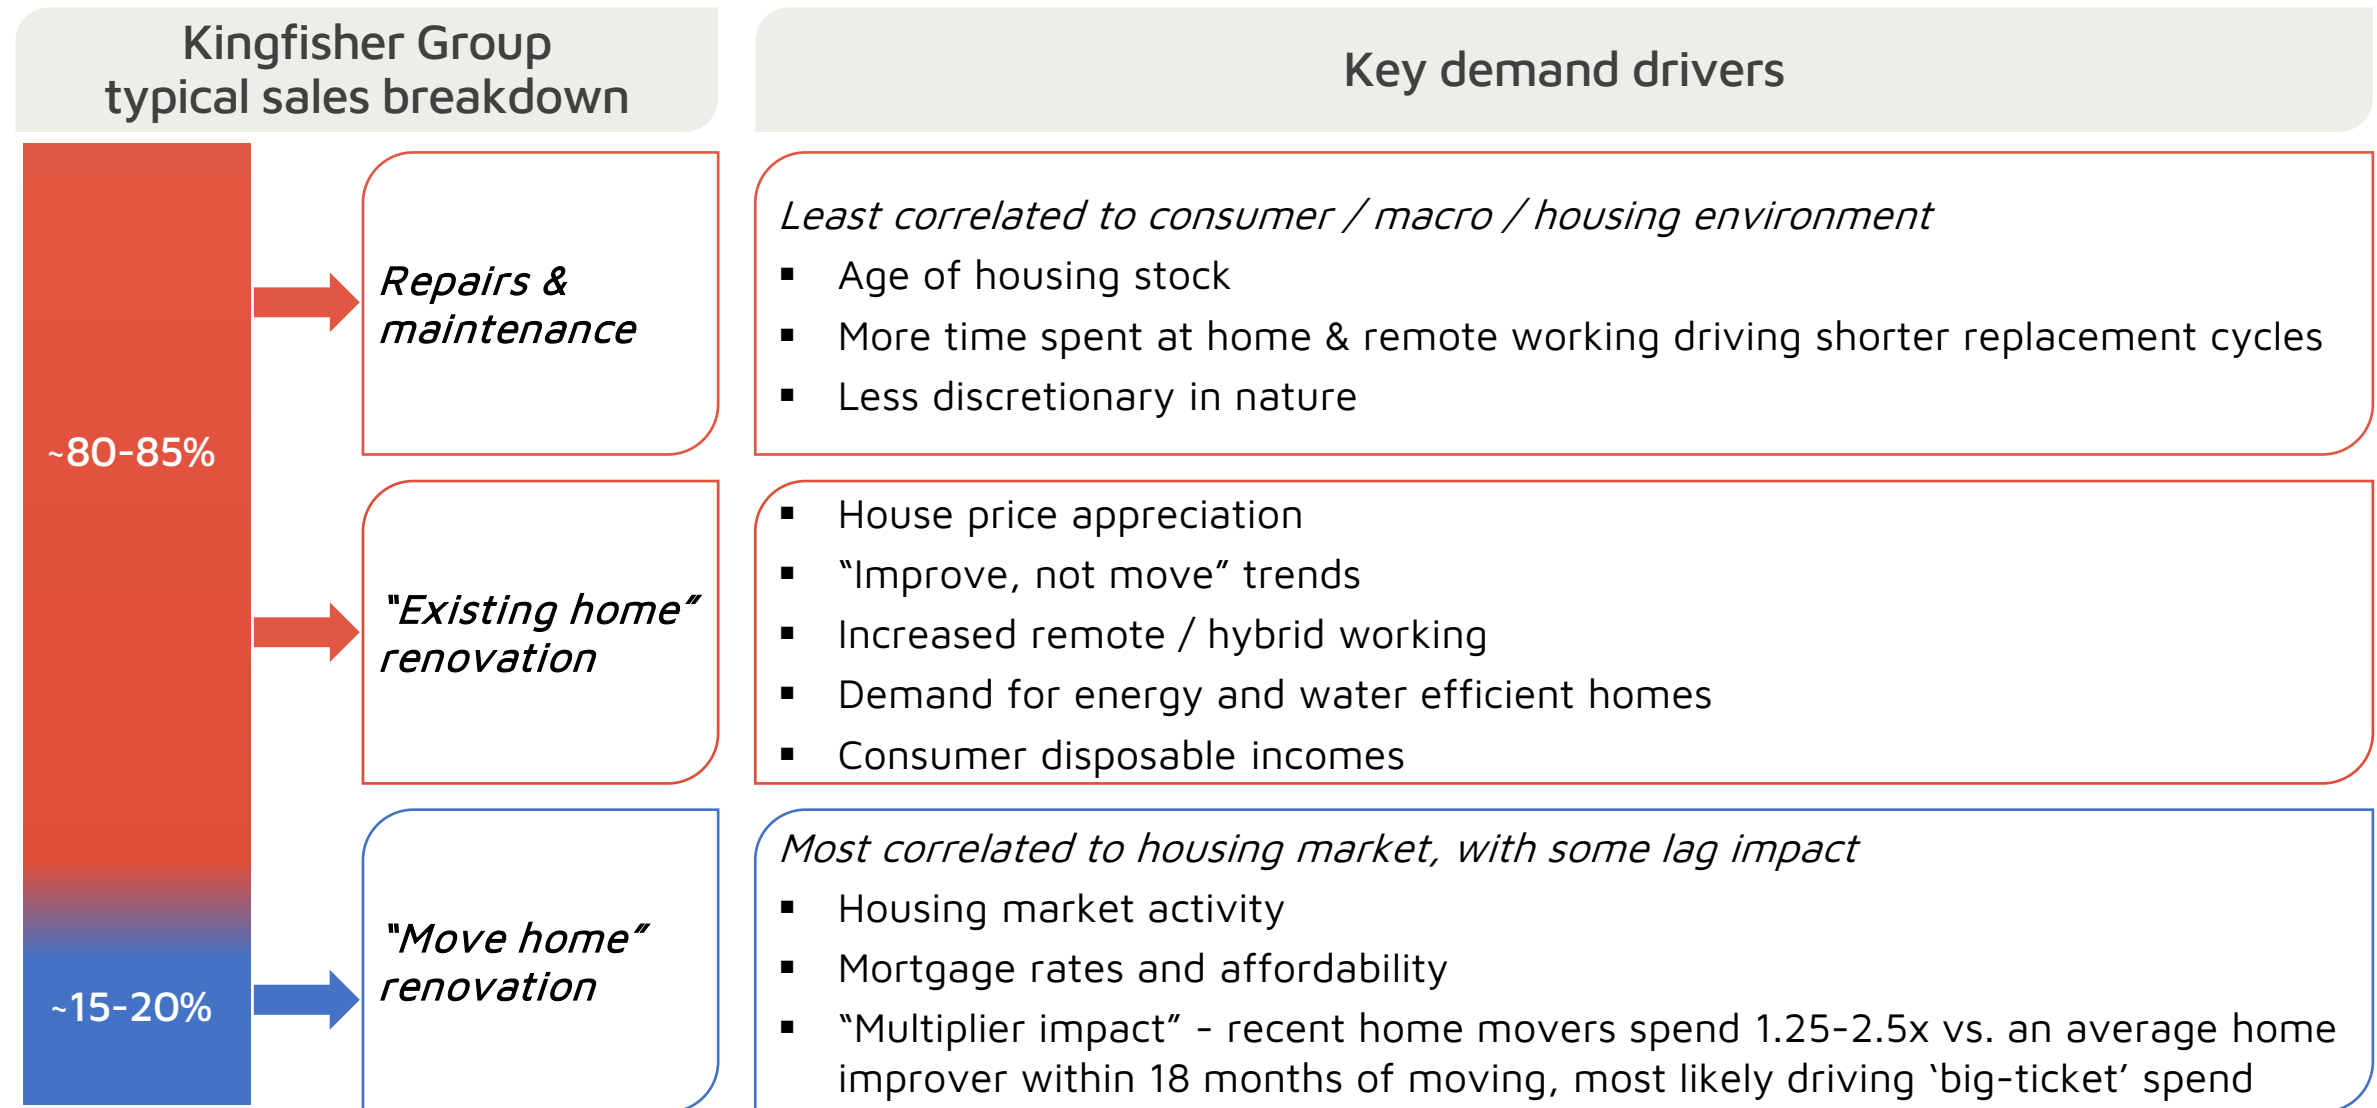 Kingfisher Group
typical sales breakdown
Key demand drivers
~80-85%
Repairs &
maintenance
Least correlated to consumer / macro / housing environment
▪ Age of housing stock
▪ More time spent at home & remote working driving shorter replacement cycles
▪ Less discretionary in nature
“Existing home”
renovation
▪ House price appreciation
▪ “Improve, not move” trends
▪ Increased remote / hybrid working
▪ Demand for energy and water efficient homes
▪ Consumer disposable incomes
~15-20%
“Move home”
renovation
Most correlated to housing market, with some lag impact
▪ Housing market activity
▪ Mortgage rates and affordability
▪ “Multiplier impact” - recent home movers spend 1.25-2.5x vs. an average home
improver within 18 months of moving, most likely driving ‘big-ticket’ spend